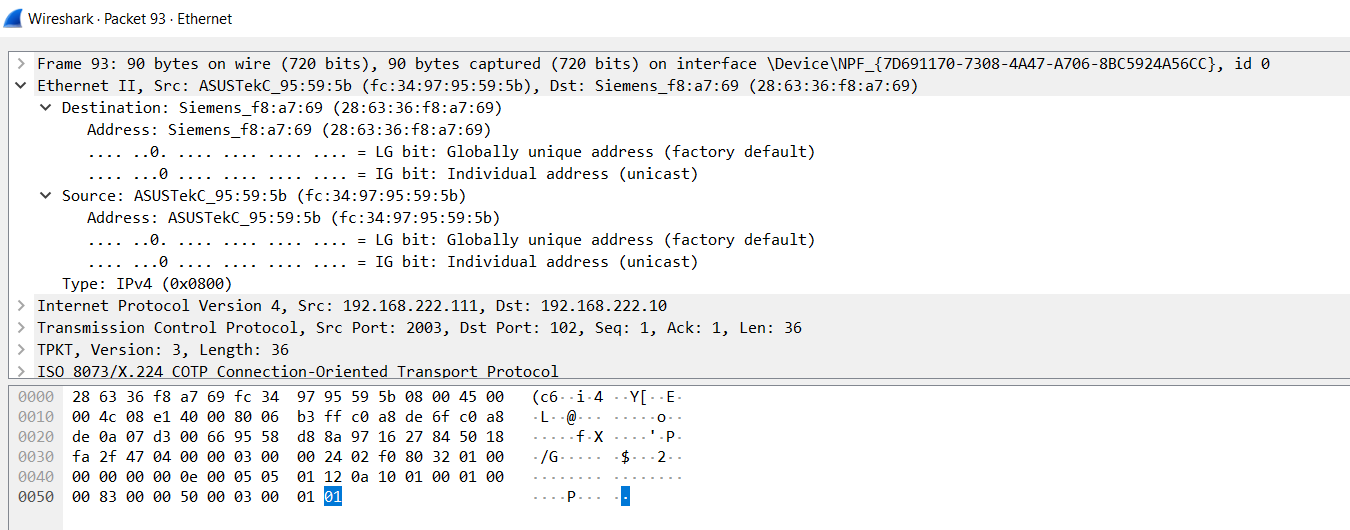 Wireshark · Packet 93 · Ethernet
Frame 93: 90 bytes on wire (720 bits), 90 bytes captured (720 bits) on interface \Device\NPF_{7D691170-7308-4A47-A706-8BC5924A56CC}, id 0
Ethernet II, Src: ASUSTekC_95:59:5b (fc:34:97:95:59:5b), Dst: Siemens_f8:a7:69 (28:63:36:f8:a7:69)
Destination: Siemens_f8:a7:69 (28:63:36:f8:a7:69)
Address: Siemens_f8:a7:69 (28:63:36:f8:a7:69)
.... ..0. .... .... .... .... = LG bit: Globally unique address (factory default)
.... ...0 .... .... .... .... = IG bit: Individual address (unicast)
Source: ASUSTekC_95:59:5b (fc:34:97:95:59:5b)
Address: ASUSTekC_95:59:5b (fc:34:97:95:59:5b)
.... ..0. .... .... .... .... = LG bit: Globally unique address (factory default)
.... ...0 .... .... .... .... = IG bit: Individual address (unicast)
Type: IPv4 (0x0800)
Internet Protocol Version 4, Src: 192.168.222.111, Dst: 192.168.222.10
Transmission Control Protocol, Src Port: 2003, Dst Port: 102, Seq: 1, Ack: 1, Len: 36
TPKT, Version: 3, Length: 36
ISO 8073/X.224 COTP Connection-Oriented Transport Protocol
0000 28 63 36 f8 a7 69 fc 34 97 95 59 5b 08 00 45 00 (c6··i·4 ··Y[··E·
0010 00 4c 08 e1 40 00 80 06 b3 ff c0 a8 de 6f c0 a8 ·L··@··· ·····o··
0020 de 0a 07 d3 00 66 95 58 d8 8a 97 16 27 84 50 18 ·····f·X ····'·P·
0030 fa 2f 47 04 00 00 03 00 00 24 02 f0 80 32 01 00 ·/G····· ·$···2··
0040 00 00 00 00 0e 00 05 05 01 12 0a 10 01 00 01 00 ········ ········
0050 00 83 00 00 50 00 03 00 01 01 ····P··· ··